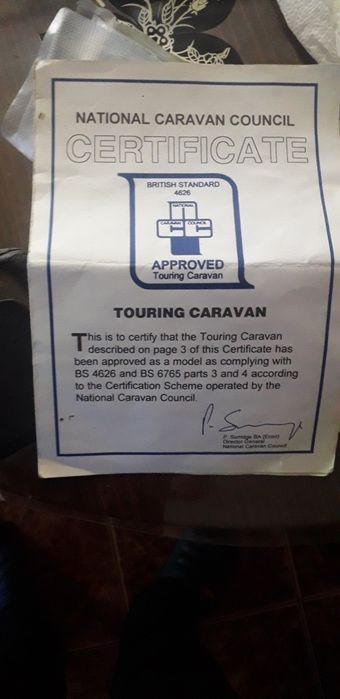 NATIONAL CARAVAN COUNCIL
CERTIFICATE
BRITISH STANDARD
4626
NATIONAL
CARAVAN COUNCIL
APPROVED
Touring Caravan
TOURING CARAVAN
This is to certify that the Touring Caravan
described on page 3 of this Certificate has
been approved as a model as complying with
BS 4626 and BS 6765 parts 3 and 4 according
to the Certification Scheme operated by the
National Caravan Council.
P. Surridge BA (Econ)
Director General
National Caravan Council